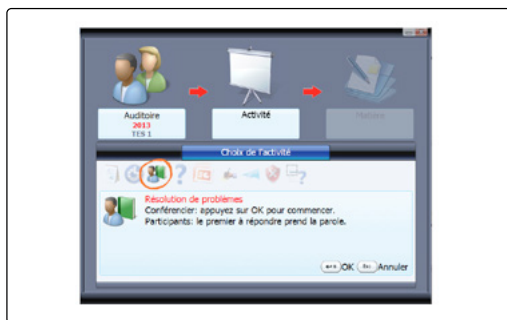 Auditoire
2013
TES 1
Activité
Matière
Choix de l'activité
Résolution de problèmes
Conférencier: appuyez sur OK pour commencer.
Participants: le premier à répondre prend la parole.
OK
Annuler